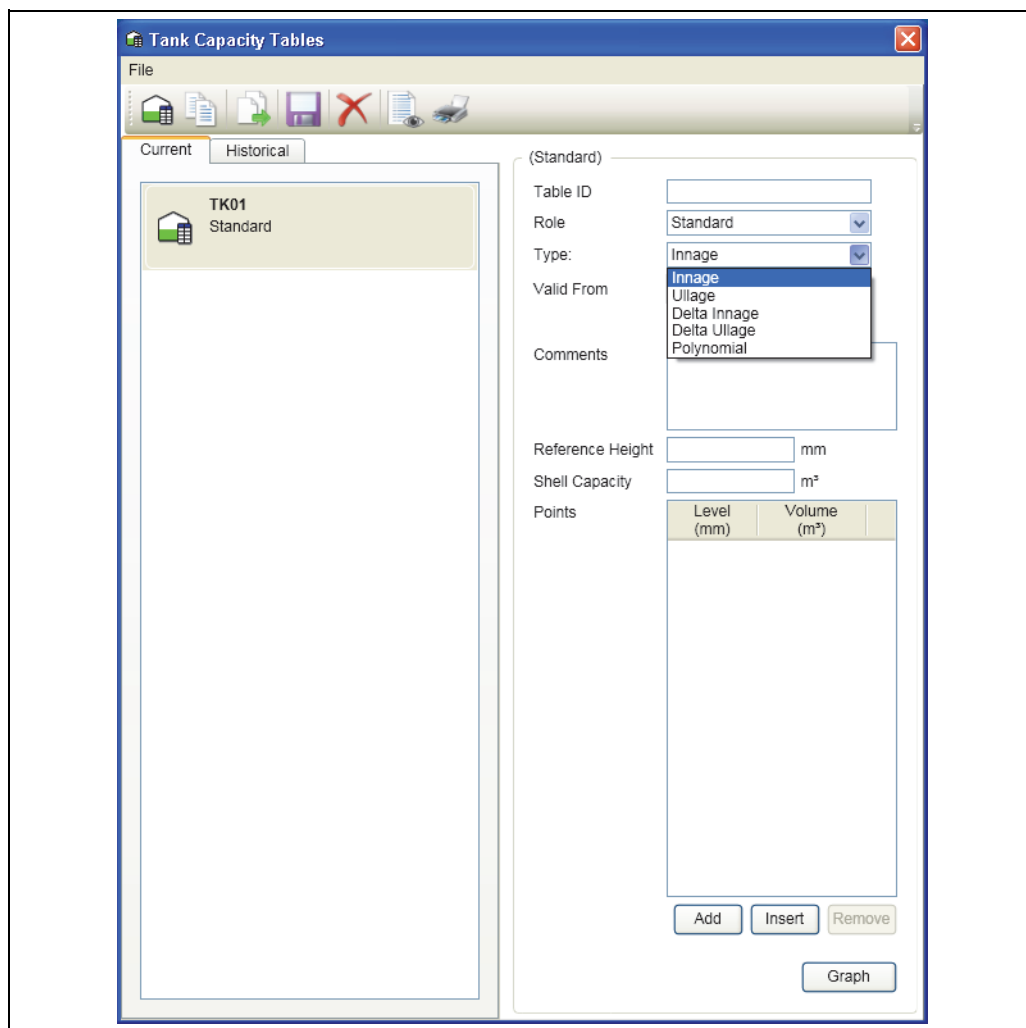 Tank Capacity Tables
File
Current Historical
TK01
Standard
(Standard)
Table ID
Role Standard
Type: Innage
Innage
Ullage
Delta Innage
Delta Ullage
Polynomial
Valid From
Comments
Reference Height mm
Shell Capacity m³
Points
Level Volume
(mm) (m³)
Add Insert Remove
Graph